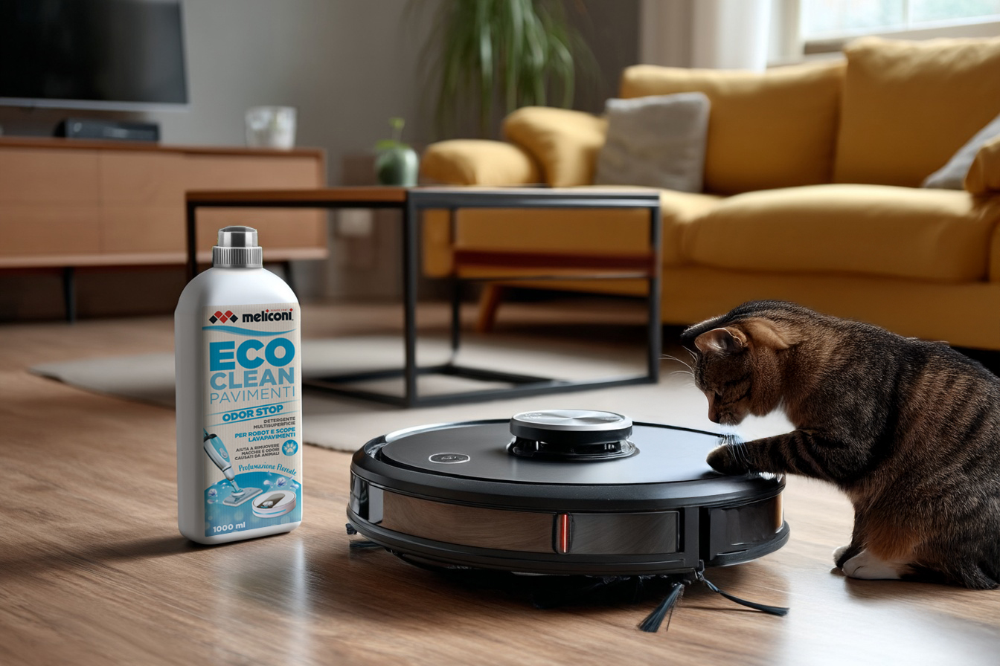 meliconi
ECO
CLEAN
PAVIMENTI
ODOR STOP
DETERGENTE
MULTISUPERFICIE
PER ROBOT E SCOPE
LAVAPAVIMENTI
AIUTA A RIMUOVERE
MACCHIE E ODORI
CAUSATI DA ANIMALI
Profumazione Floreale
1000 ml